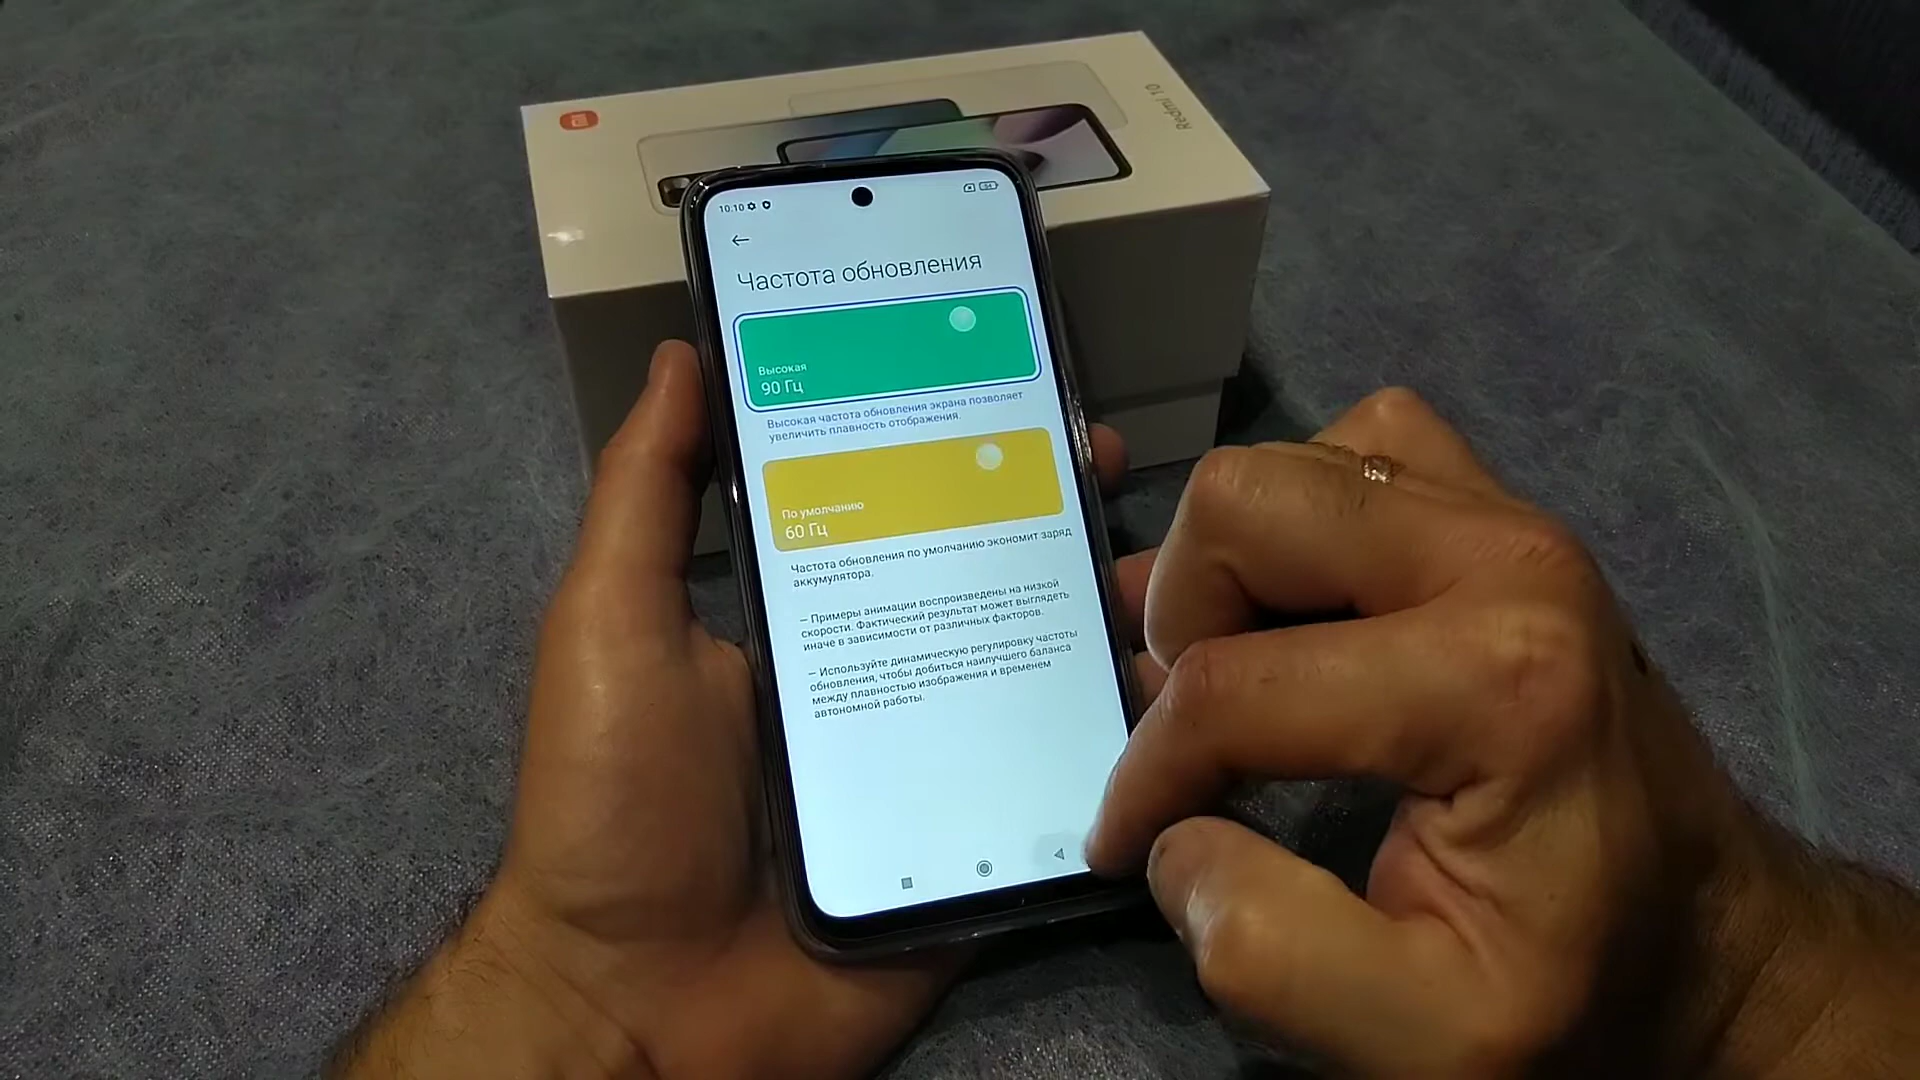 Redmi 10
10:10
54
Частота обновления
Высокая
90 Гц
Высокая частота обновления экрана позволяет
увеличить плавность отображения.
По умолчанию
60 Гц
Частота обновления по умолчанию экономит заряд
аккумулятора.
— Примеры анимации воспроизведены на низкой
скорости. Фактический результат может выглядеть
иначе в зависимости от различных факторов.
— Используйте динамическую регулировку частоты
обновления, чтобы добиться наилучшего баланса
между плавностью изображения и временем
автономной работы.